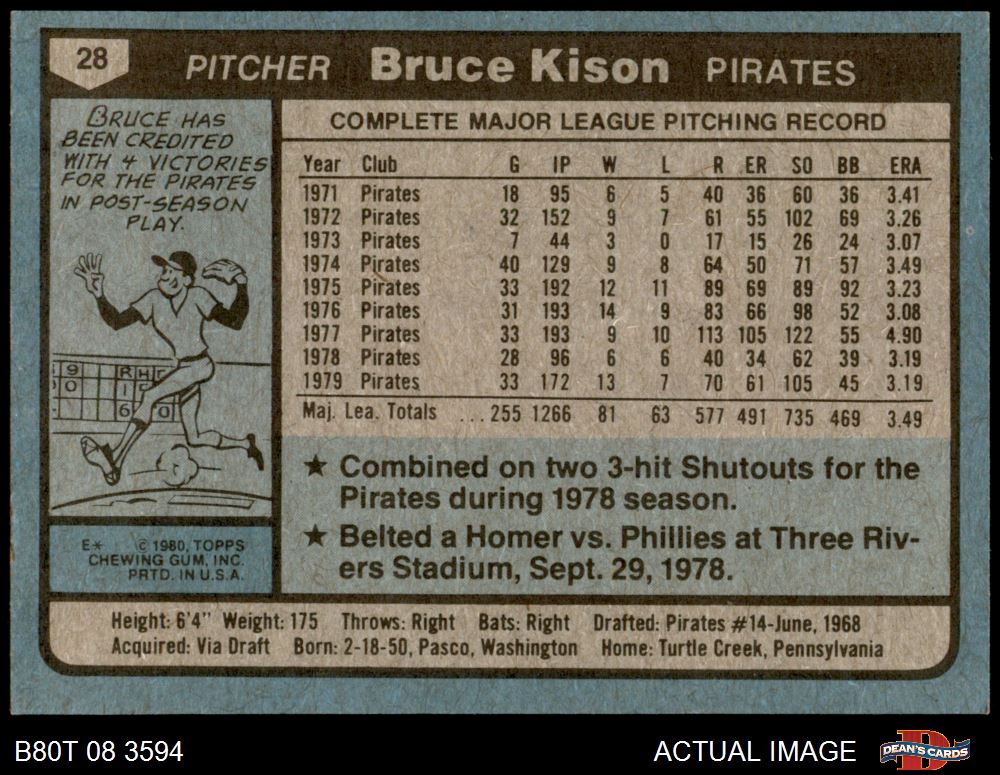 28 PITCHER Bruce Kison PIRATES
BRUCE HAS
BEEN CREDITED
WITH 4 VICTORIES
FOR THE PIRATES
IN POST-SEASON
PLAY.
9 R H E
0 1
6 0
E* © 1980, TOPPS
CHEWING GUM, INC.
PRTD. IN U.S.A.
COMPLETE MAJOR LEAGUE PITCHING RECORD
Year Club G IP W L R ER SO BB ERA
1971 Pirates 18 95 6 5 40 36 60 36 3.41
1972 Pirates 32 152 9 7 61 55 102 69 3.26
1973 Pirates 7 44 3 0 17 15 26 24 3.07
1974 Pirates 40 129 9 8 64 50 71 57 3.49
1975 Pirates 33 192 12 11 89 69 89 92 3.23
1976 Pirates 31 193 14 9 83 66 98 52 3.08
1977 Pirates 33 193 9 10 113 105 122 55 4.90
1978 Pirates 28 96 6 6 40 34 62 39 3.19
1979 Pirates 33 172 13 7 70 61 105 45 3.19
Maj. Lea. Totals ...255 1266 81 63 577 491 735 469 3.49
★ Combined on two 3-hit Shutouts for the
Pirates during 1978 season.
★ Belted a Homer vs. Phillies at Three Riv-
ers Stadium, Sept. 29, 1978.
Height: 6'4" Weight: 175 Throws: Right Bats: Right Drafted: Pirates #14-June, 1968
Acquired: Via Draft Born: 2-18-50, Pasco, Washington Home: Turtle Creek, Pennsylvania
B80T 08 3594 ACTUAL IMAGE DEAN'S CARDS